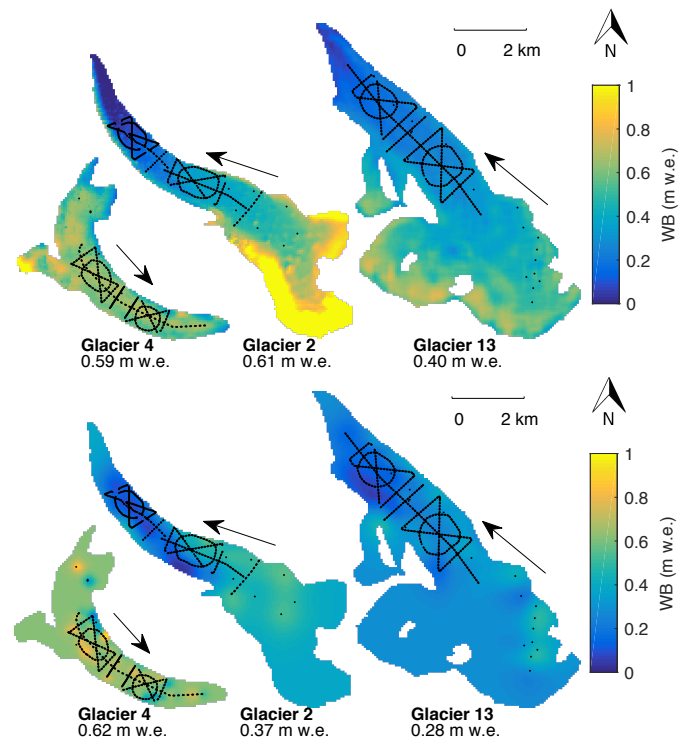 0 2 km
N
1
0.8
0.6
0.4
0.2
0
WB (m w.e.)
Glacier 4
0.59 m w.e.
Glacier 2
0.61 m w.e.
Glacier 13
0.40 m w.e.
0 2 km
N
1
0.8
0.6
0.4
0.2
0
WB (m w.e.)
Glacier 4
0.62 m w.e.
Glacier 2
0.37 m w.e.
Glacier 13
0.28 m w.e.